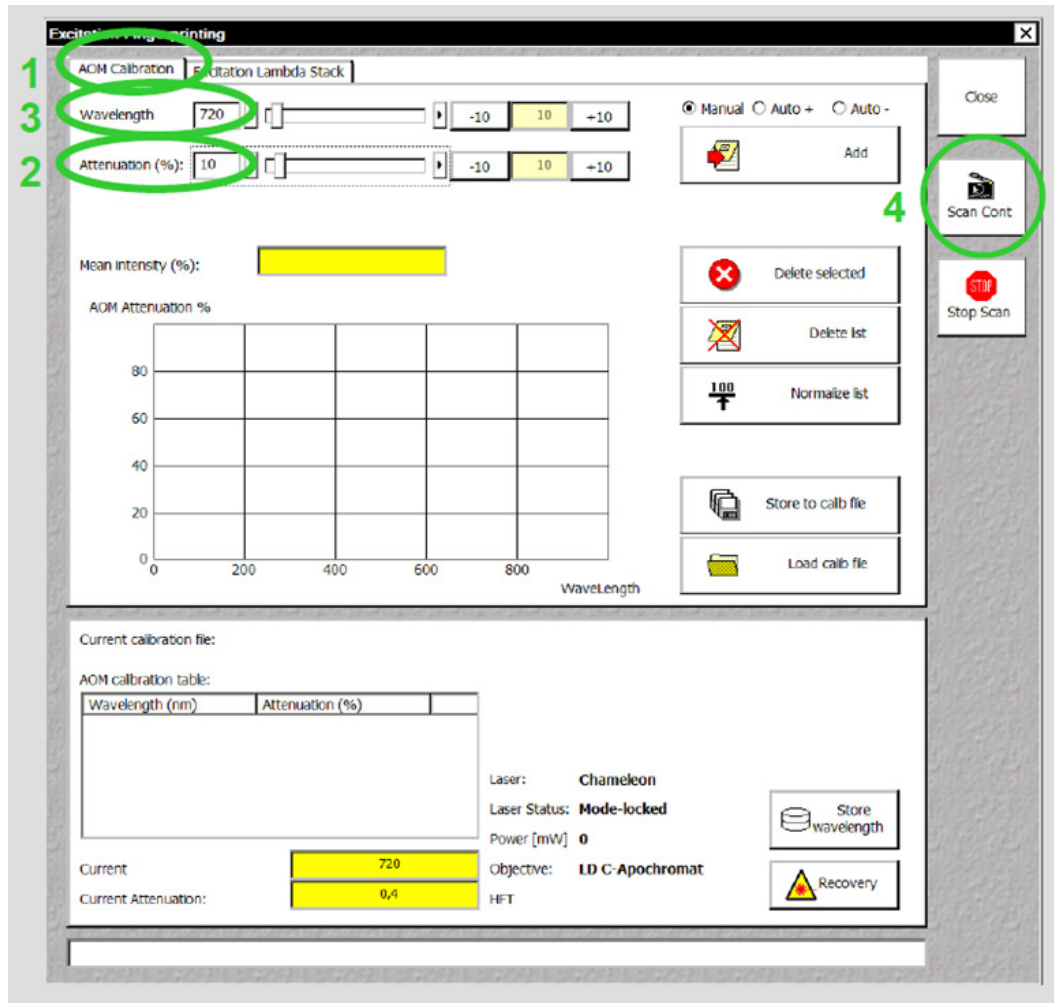 Excitation Fingerprinting
1
AOM Calibration
Excitation Lambda Stack
Close
3
Wavelength
720
-10
10
+10
Manual
Auto +
Auto -
Add
2
Attenuation (%):
10
-10
10
+10
4
Scan Cont
Mean intensity (%):
Delete selected
STOP
Stop Scan
AOM Attenuation %
Delete list
80
100
Normalize list
60
40
20
Store to calb file
0
0
200
400
600
800
WaveLength
Load calib file
Current calibration file:
AOM calibration table:
Wavelength (nm)
Attenuation (%)
Laser:
Chameleon
Laser Status:
Mode-locked
Store wavelength
Power [mW]
0
Current
720
Objective:
LD C-Apochromat
Recovery
Current Attenuation:
0,4
HFT